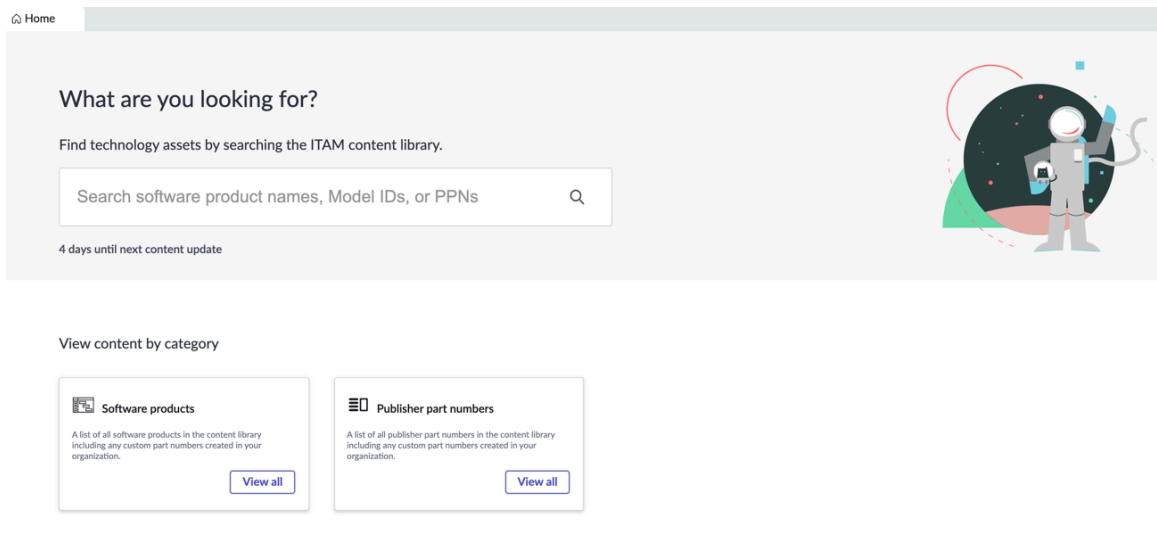 Home
What are you looking for?
Find technology assets by searching the ITAM content library.
Search software product names, Model IDs, or PPNs
4 days until next content update
View content by category
Software products
A list of all software products in the content library
including any custom part numbers created in your
organization.
View all
Publisher part numbers
A list of all publisher part numbers in the content library
including any custom part numbers created in your
organization.
View all